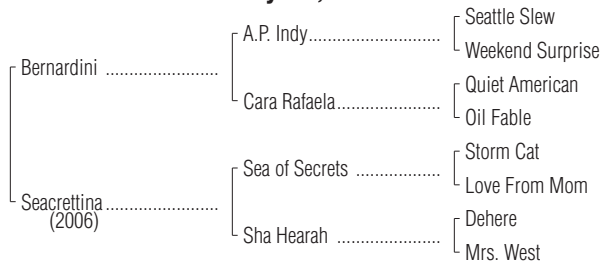 Seattle Slew
A.P. Indy
Weekend Surprise
Bernardini
Quiet American
Cara Rafaela
Oil Fable
Storm Cat
Sea of Secrets
Love From Mom
Seacrettina
(2006)
Dehere
Sha Hearah
Mrs. West